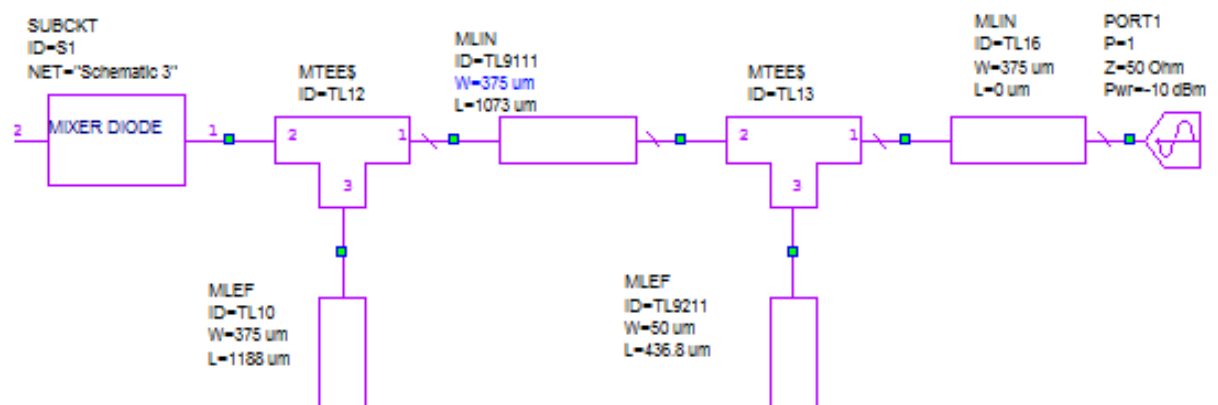 SUBCKT
ID=S1
NET="Schematic 3"
2
MIXER DIODE
1
MTEE$
ID=TL12
2
1
3
MLIN
ID=TL9111
W=375 um
L=1073 um
MTEE$
ID=TL13
2
1
3
MLIN
ID=TL16
W=375 um
L=0 um
PORT1
P=1
Z=50 Ohm
Pwr=-10 dBm
MLEF
ID=TL10
W=375 um
L=1188 um
MLEF
ID=TL9211
W=50 um
L=436.8 um